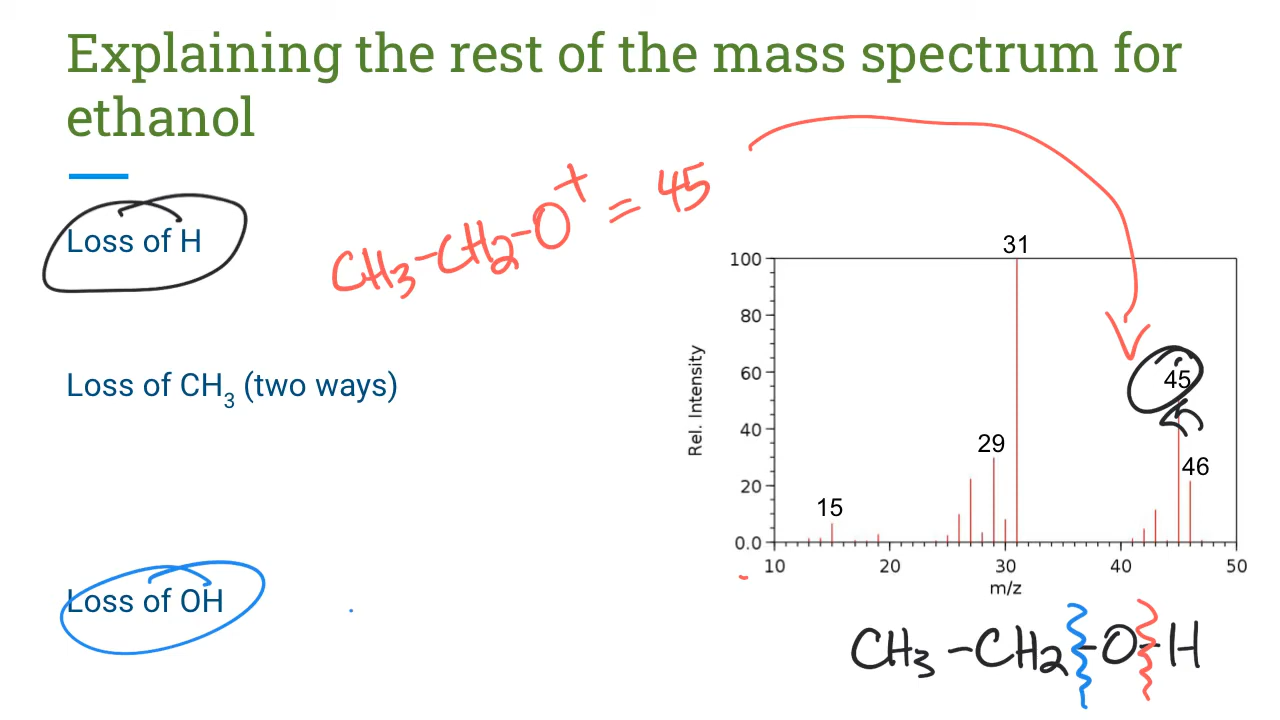 Explaining the rest of the mass spectrum for
ethanol
CH₃-CH₂-O⁺ = 45
Loss of H
Loss of CH₃ (two ways)
Loss of OH
Rel. Intensity
100
80
60
40
20
0.0
15
29
31
45
46
10 20 30 40 50
m/z
CH₃-CH₂-O-H